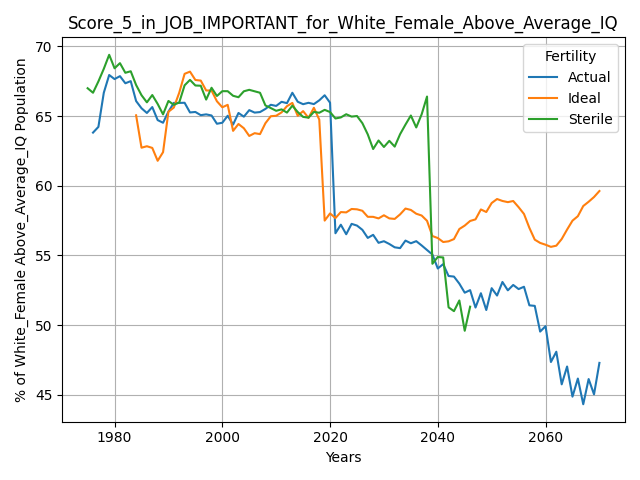 Score_5_in_JOB_IMPORTANT_for_White_Female_Above_Average_IQ
% of White_Female Above_Average_IQ Population
70
65
60
55
50
45
Fertility
Actual
Ideal
Sterile
1980
2000
2020
2040
2060
Years